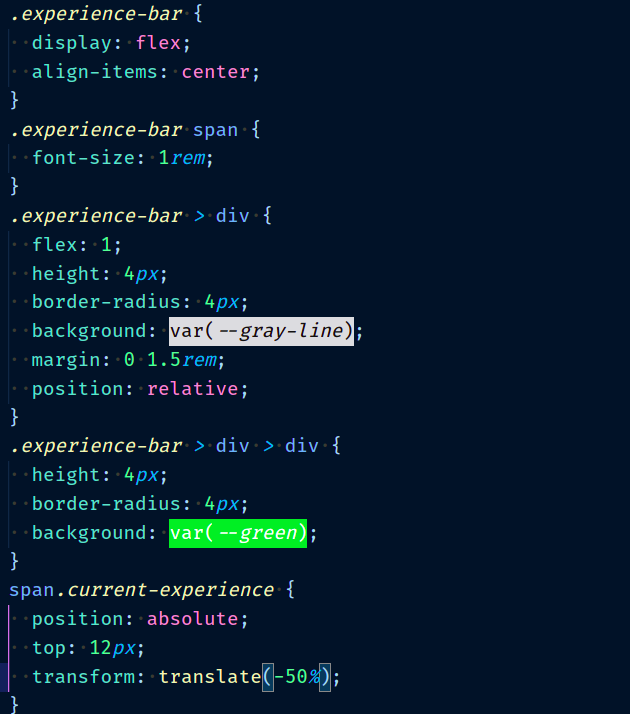 .experience-bar {
  display: flex;
  align-items: center;
}
.experience-bar span {
  font-size: 1rem;
}
.experience-bar > div {
  flex: 1;
  height: 4px;
  border-radius: 4px;
  background: var(--gray-line);
  margin: 0 1.5rem;
  position: relative;
}
.experience-bar > div > div {
  height: 4px;
  border-radius: 4px;
  background: var(--green);
}
span.current-experience {
  position: absolute;
  top: 12px;
  transform: translate(-50%);
}